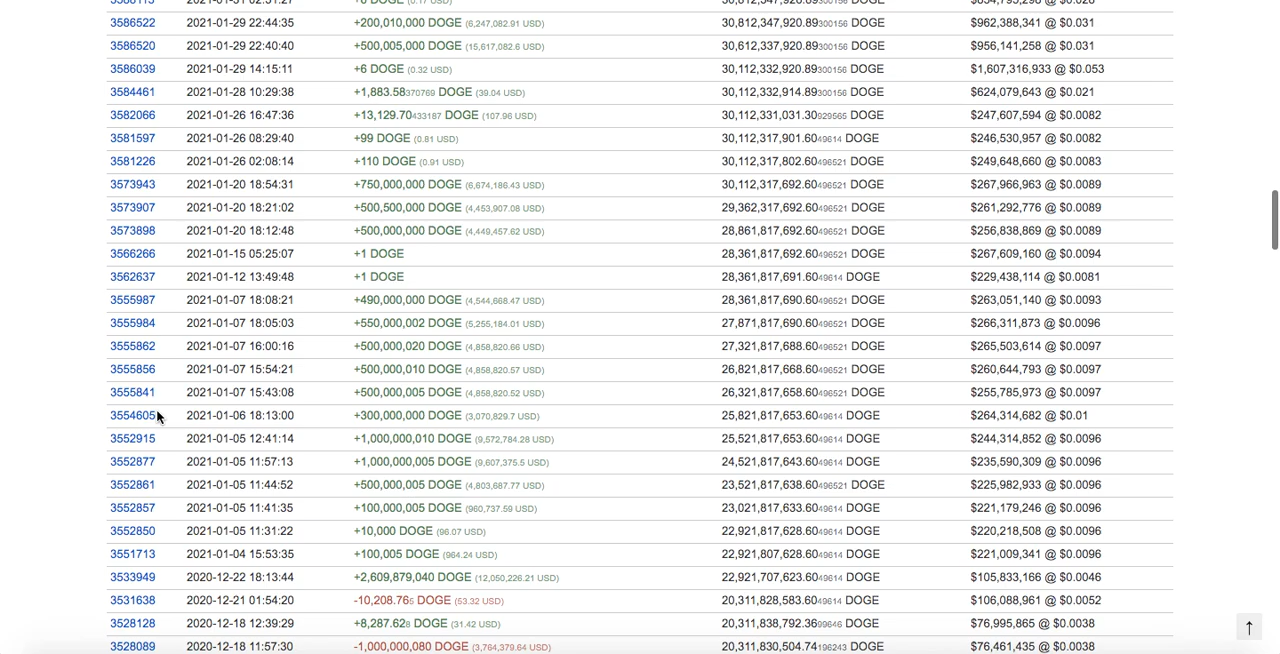 3586522 2021-01-29 22:44:35 +200,010,000 DOGE (6,247,082.91 USD) 30,812,347,920.89300156 DOGE $962,388,341 @ $0.031
3586520 2021-01-29 22:40:40 +500,005,000 DOGE (15,617,082.6 USD) 30,612,337,920.89300156 DOGE $956,141,258 @ $0.031
3586039 2021-01-29 14:15:11 +6 DOGE (0.32 USD) 30,112,332,920.89300156 DOGE $1,607,316,933 @ $0.053
3584461 2021-01-28 10:29:38 +1,883.58370769 DOGE (39.04 USD) 30,112,332,914.89300156 DOGE $624,079,643 @ $0.021
3582066 2021-01-26 16:47:36 +13,129.70433187 DOGE (107.96 USD) 30,112,331,031.30929565 DOGE $247,607,594 @ $0.0082
3581597 2021-01-26 08:29:40 +99 DOGE (0.81 USD) 30,112,317,901.6049614 DOGE $246,530,957 @ $0.0082
3581226 2021-01-26 02:08:14 +110 DOGE (0.91 USD) 30,112,317,802.60496521 DOGE $249,648,660 @ $0.0083
3573943 2021-01-20 18:54:31 +750,000,000 DOGE (6,674,186.43 USD) 30,112,317,692.60496521 DOGE $267,966,963 @ $0.0089
3573907 2021-01-20 18:21:02 +500,500,000 DOGE (4,453,907.08 USD) 29,362,317,692.60496521 DOGE $261,292,776 @ $0.0089
3573898 2021-01-20 18:12:48 +500,000,000 DOGE (4,449,457.62 USD) 28,861,817,692.60496521 DOGE $256,838,869 @ $0.0089
3566266 2021-01-15 05:25:07 +1 DOGE 28,361,817,692.60496521 DOGE $267,609,160 @ $0.0094
3562637 2021-01-12 13:49:48 +1 DOGE 28,361,817,691.6049614 DOGE $229,438,114 @ $0.0081
3555987 2021-01-07 18:08:21 +490,000,000 DOGE (4,544,668.47 USD) 28,361,817,690.60496521 DOGE $263,051,140 @ $0.0093
3555984 2021-01-07 18:05:03 +550,000,002 DOGE (5,255,184.01 USD) 27,871,817,690.60496521 DOGE $266,311,873 @ $0.0096
3555862 2021-01-07 16:00:16 +500,000,020 DOGE (4,858,820.66 USD) 27,321,817,688.60496521 DOGE $265,503,614 @ $0.0097
3555856 2021-01-07 15:54:21 +500,000,010 DOGE (4,858,820.57 USD) 26,821,817,668.60496521 DOGE $260,644,793 @ $0.0097
3555841 2021-01-07 15:43:08 +500,000,005 DOGE (4,858,820.52 USD) 26,321,817,658.60496521 DOGE $255,785,973 @ $0.0097
3554605 2021-01-06 18:13:00 +300,000,000 DOGE (3,070,829.7 USD) 25,821,817,653.6049614 DOGE $264,314,682 @ $0.01
3552915 2021-01-05 12:41:14 +1,000,000,010 DOGE (9,572,784.28 USD) 25,521,817,653.6049614 DOGE $244,314,852 @ $0.0096
3552877 2021-01-05 11:57:13 +1,000,000,005 DOGE (9,607,375.5 USD) 24,521,817,643.6049614 DOGE $235,590,309 @ $0.0096
3552861 2021-01-05 11:44:52 +500,000,005 DOGE (4,803,687.77 USD) 23,521,817,638.60496521 DOGE $225,982,933 @ $0.0096
3552857 2021-01-05 11:41:35 +100,000,005 DOGE (960,737.59 USD) 23,021,817,633.6049614 DOGE $221,179,246 @ $0.0096
3552850 2021-01-05 11:31:22 +10,000 DOGE (96.07 USD) 22,921,817,628.6049614 DOGE $220,218,508 @ $0.0096
3551713 2021-01-04 15:53:35 +100,005 DOGE (964.24 USD) 22,921,807,628.6049614 DOGE $221,009,341 @ $0.0096
3533949 2020-12-22 18:13:44 +2,609,879,040 DOGE (12,050,226.21 USD) 22,921,707,623.6049614 DOGE $105,833,166 @ $0.0046
3531638 2020-12-21 01:54:20 -10,208.765 DOGE (53.32 USD) 20,311,828,583.6049614 DOGE $106,088,961 @ $0.0052
3528128 2020-12-18 12:39:29 +8,287.628 DOGE (31.42 USD) 20,311,838,792.3699646 DOGE $76,995,865 @ $0.0038
3528089 2020-12-18 11:57:30 -1,000,000,080 DOGE (3,764,379.64 USD) 20,311,830,504.74196243 DOGE $76,461,435 @ $0.0038